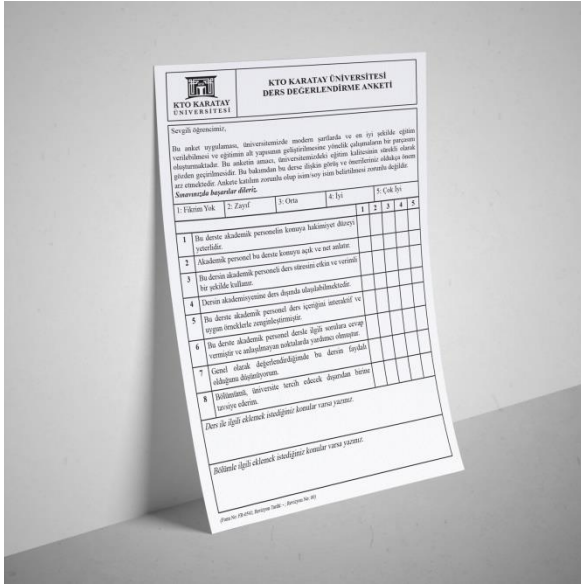 KTO KARATAY
ÜNİVERSİTESİ
KTO KARATAY ÜNİVERSİTESİ
DERS DEĞERLENDİRME ANKETİ
Sevgili öğrencimiz,
Bu anket uygulaması, üniversitemizde modern şartlarda ve en iyi şekilde eğitim
verilebilmesi ve eğitimin alt yapısının geliştirilmesine yönelik çalışmaların bir parçasını
oluşturmaktadır. Bu anketin amacı, üniversitemizdeki eğitim kalitesinin sürekli olarak
gözden geçirilmesidir. Bu bakımdan bu derse ilişkin görüş ve önerileriniz oldukça önem
arz etmektedir. Ankete katılım zorunlu olup isim/soy isim belirtilmesi zorunlu değildir.
Sınavınızda başarılar dileriz.
1: Fikrim Yok 2: Zayıf 3: Orta 4: İyi 5: Çok İyi
1 2 3 4 5
1 Bu derste akademik personelin konuya hakimiyet düzeyi
yeterlidir.
2 Akademik personel bu derste konuyu açık ve net anlatır.
3 Bu dersin akademik personeli ders süresini etkin ve verimli
bir şekilde kullanır.
4 Dersin akademisyenine ders dışında ulaşılabilmektedir.
5 Bu derste akademik personel ders içeriğini interaktif ve
uygun örneklerle zenginleştirmiştir.
6 Bu derste akademik personel dersle ilgili sorulara cevap
vermiştir ve anlaşılmayan noktalarda yardımcı olmuştur.
7 Genel olarak değerlendirdiğimde bu dersin faydalı
olduğunu düşünüyorum.
8 Bölümümü, üniversite tercih edecek dışarıdan birine
tavsiye ederim.
Ders ile ilgili eklemek istediğiniz konular varsa yazınız.
Bölümle ilgili eklemek istediğiniz konular varsa yazınız.
(Form No: Revizyon Tarihi: Revizyon No: 00)